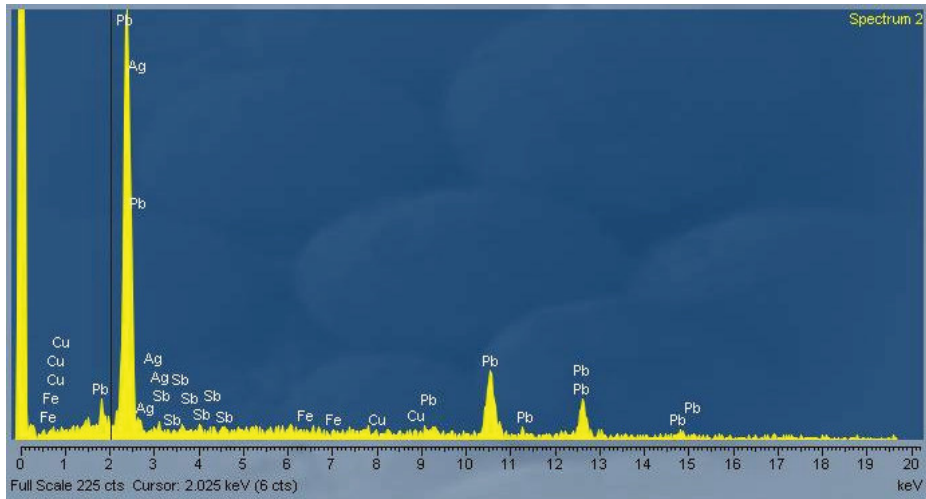 Spectrum 2
Pb
Ag
Pb
Cu
Cu
Cu
Fe
Fe
Pb
Ag
Ag
Sb
Ag
Sb
Sb
Sb
Sb
Sb
Sb
Fe
Fe
Cu
Cu
Pb
Pb
Pb
Pb
Pb
Pb
Pb
0 1 2 3 4 5 6 7 8 9 10 11 12 13 14 15 16 17 18 19 20
Full Scale 225 cts Cursor: 2.025 keV (6 cts) keV